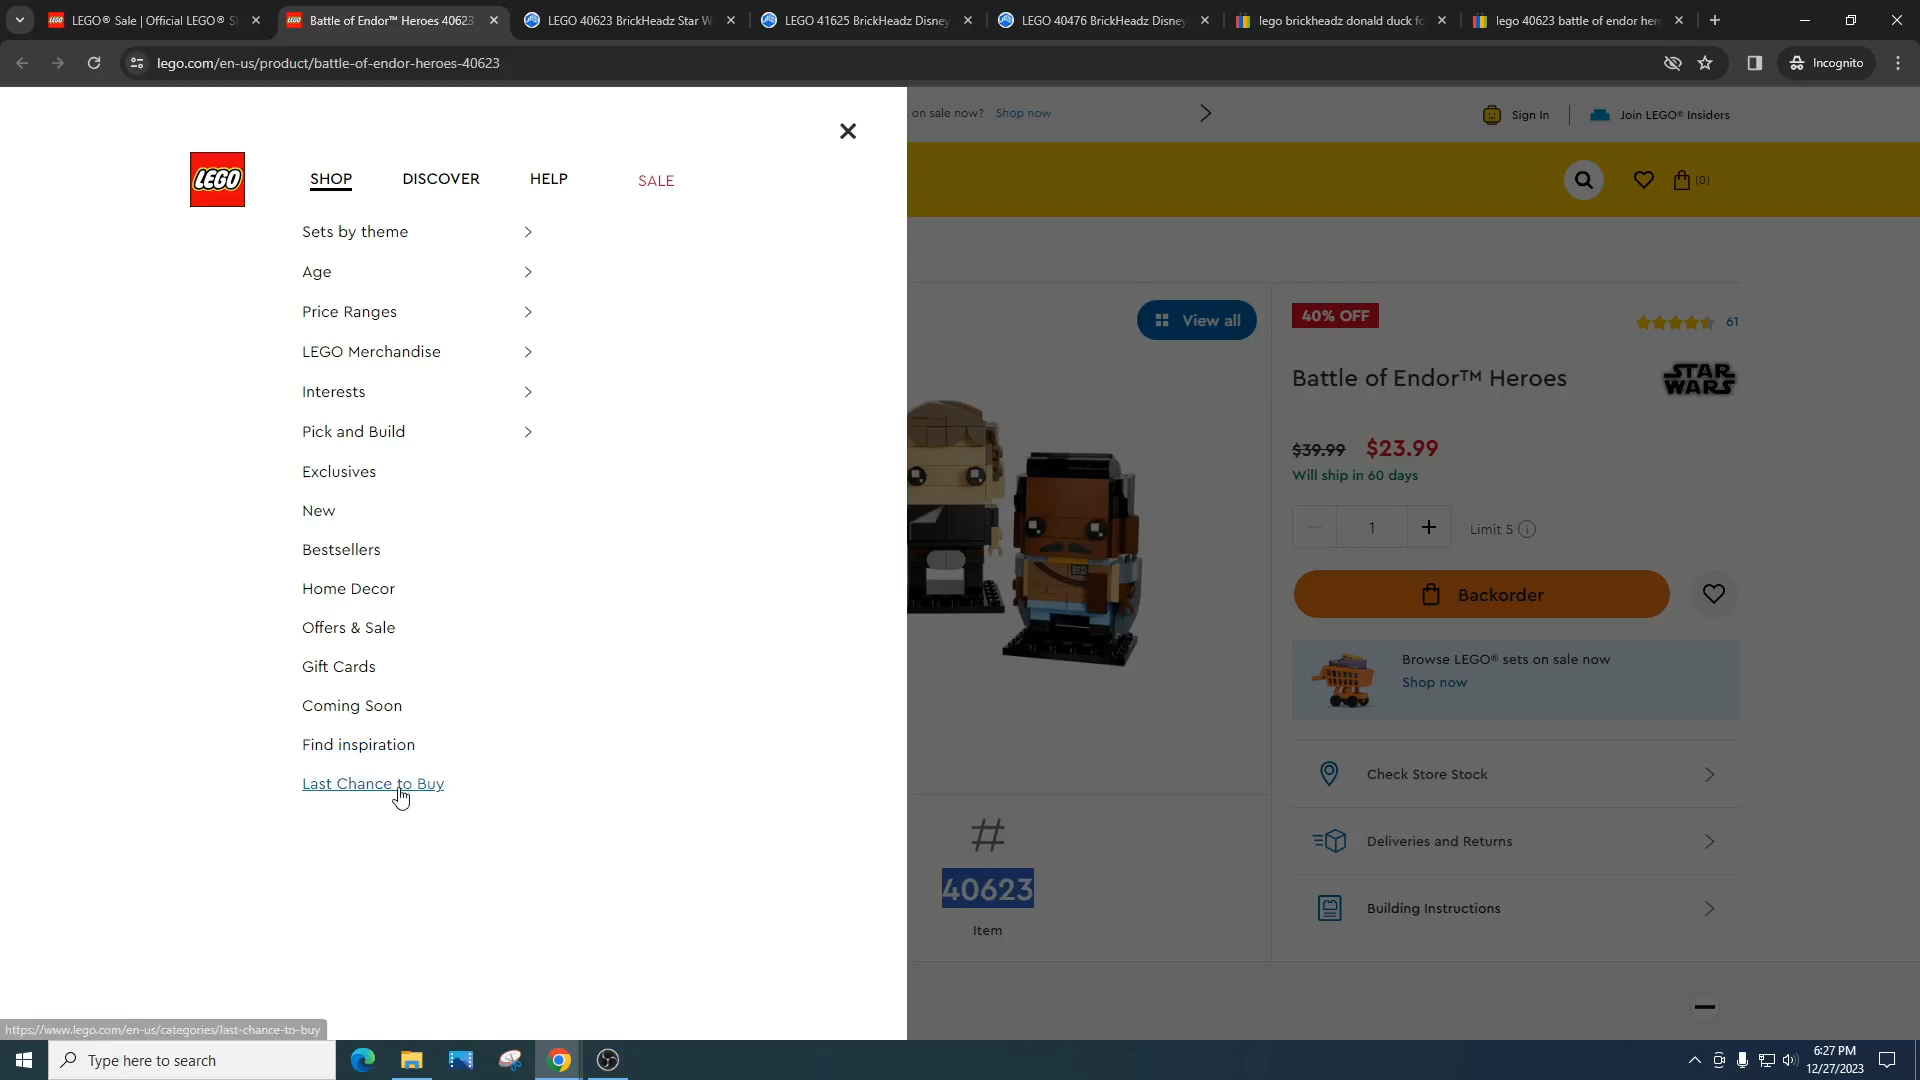 LEGO® Sale | Official LEGO® S
Battle of Endor™ Heroes 40623
LEGO 40623 BrickHeadz Star W
LEGO 41625 BrickHeadz Disney
LEGO 40476 BrickHeadz Disney
lego brickheadz donald duck fo
lego 40623 battle of endor her
lego.com/en-us/product/battle-of-endor-heroes-40623
Incognito
on sale now? Shop now
Sign In
Join LEGO® Insiders
LEGO
SHOP
DISCOVER
HELP
SALE
(0)
Sets by theme
Age
Price Ranges
LEGO Merchandise
Interests
Pick and Build
Exclusives
New
Bestsellers
Home Decor
Offers & Sale
Gift Cards
Coming Soon
Find inspiration
Last Chance to Buy
View all
40% OFF
61
Battle of Endor™ Heroes
STAR WARS
$39.99 $23.99
Will ship in 60 days
1
Limit 5
Backorder
Browse LEGO® sets on sale now
Shop now
Check Store Stock
Deliveries and Returns
Building Instructions
#
40623
Item
https://www.lego.com/en-us/categories/last-chance-to-buy
Type here to search
6:27 PM
12/27/2023